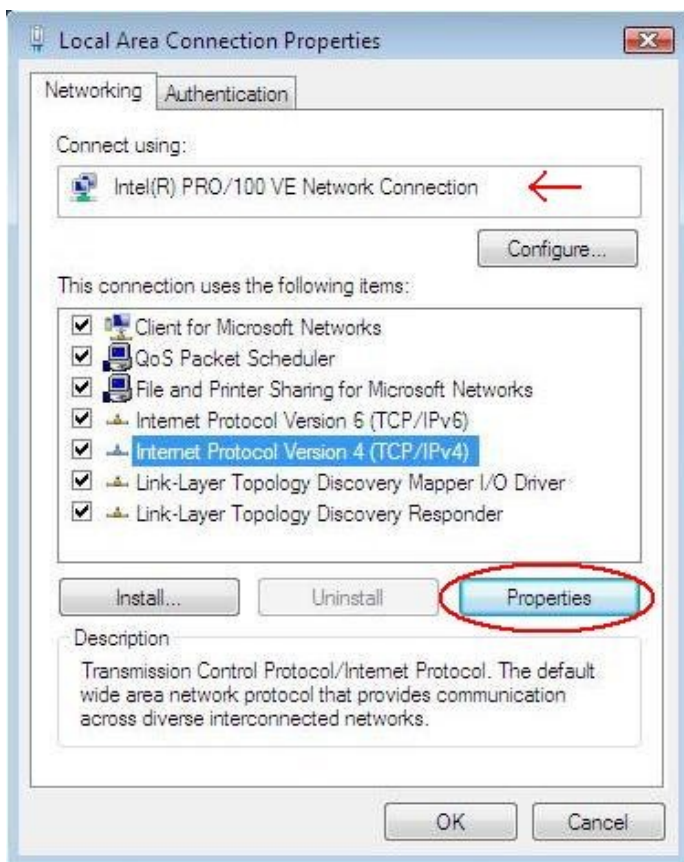 Local Area Connection Properties
Networking
Authentication
Connect using:
Intel(R) PRO/100 VE Network Connection
Configure...
This connection uses the following items:
Client for Microsoft Networks
QoS Packet Scheduler
File and Printer Sharing for Microsoft Networks
Internet Protocol Version 6 (TCP/IPv6)
Internet Protocol Version 4 (TCP/IPv4)
Link-Layer Topology Discovery Mapper I/O Driver
Link-Layer Topology Discovery Responder
Install...
Uninstall
Properties
Description
Transmission Control Protocol/Internet Protocol. The default
wide area network protocol that provides communication
across diverse interconnected networks.
OK
Cancel